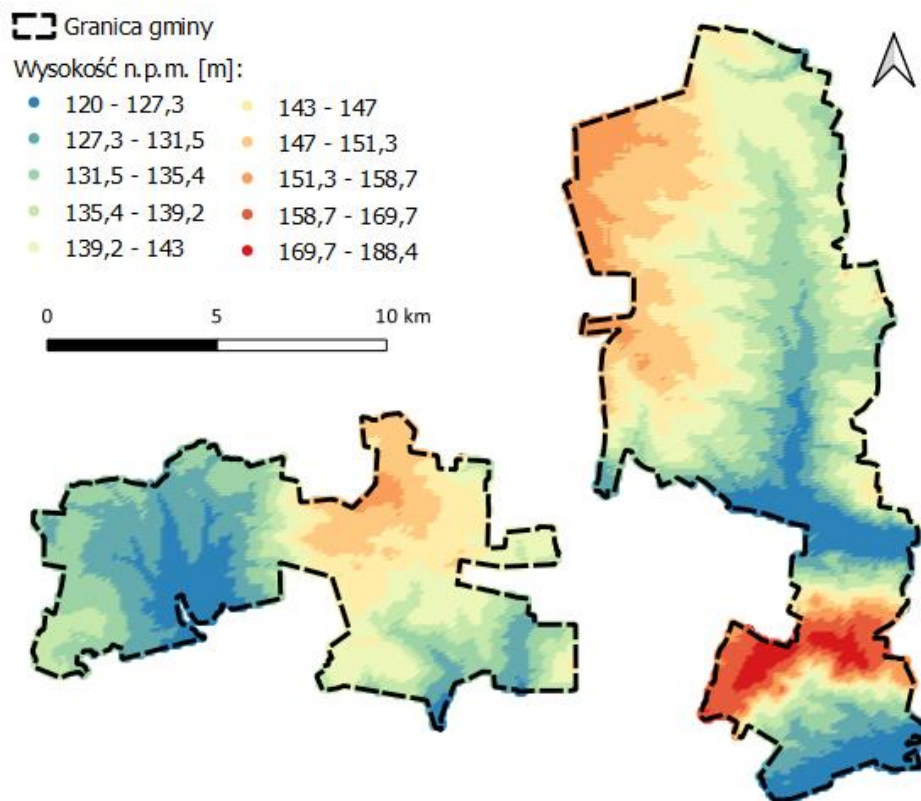 Granica gminy
Wysokość n.p.m. [m]:
120 - 127,3
127,3 - 131,5
131,5 - 135,4
135,4 - 139,2
139,2 - 143
143 - 147
147 - 151,3
151,3 - 158,7
158,7 - 169,7
169,7 - 188,4
0 5 10 km